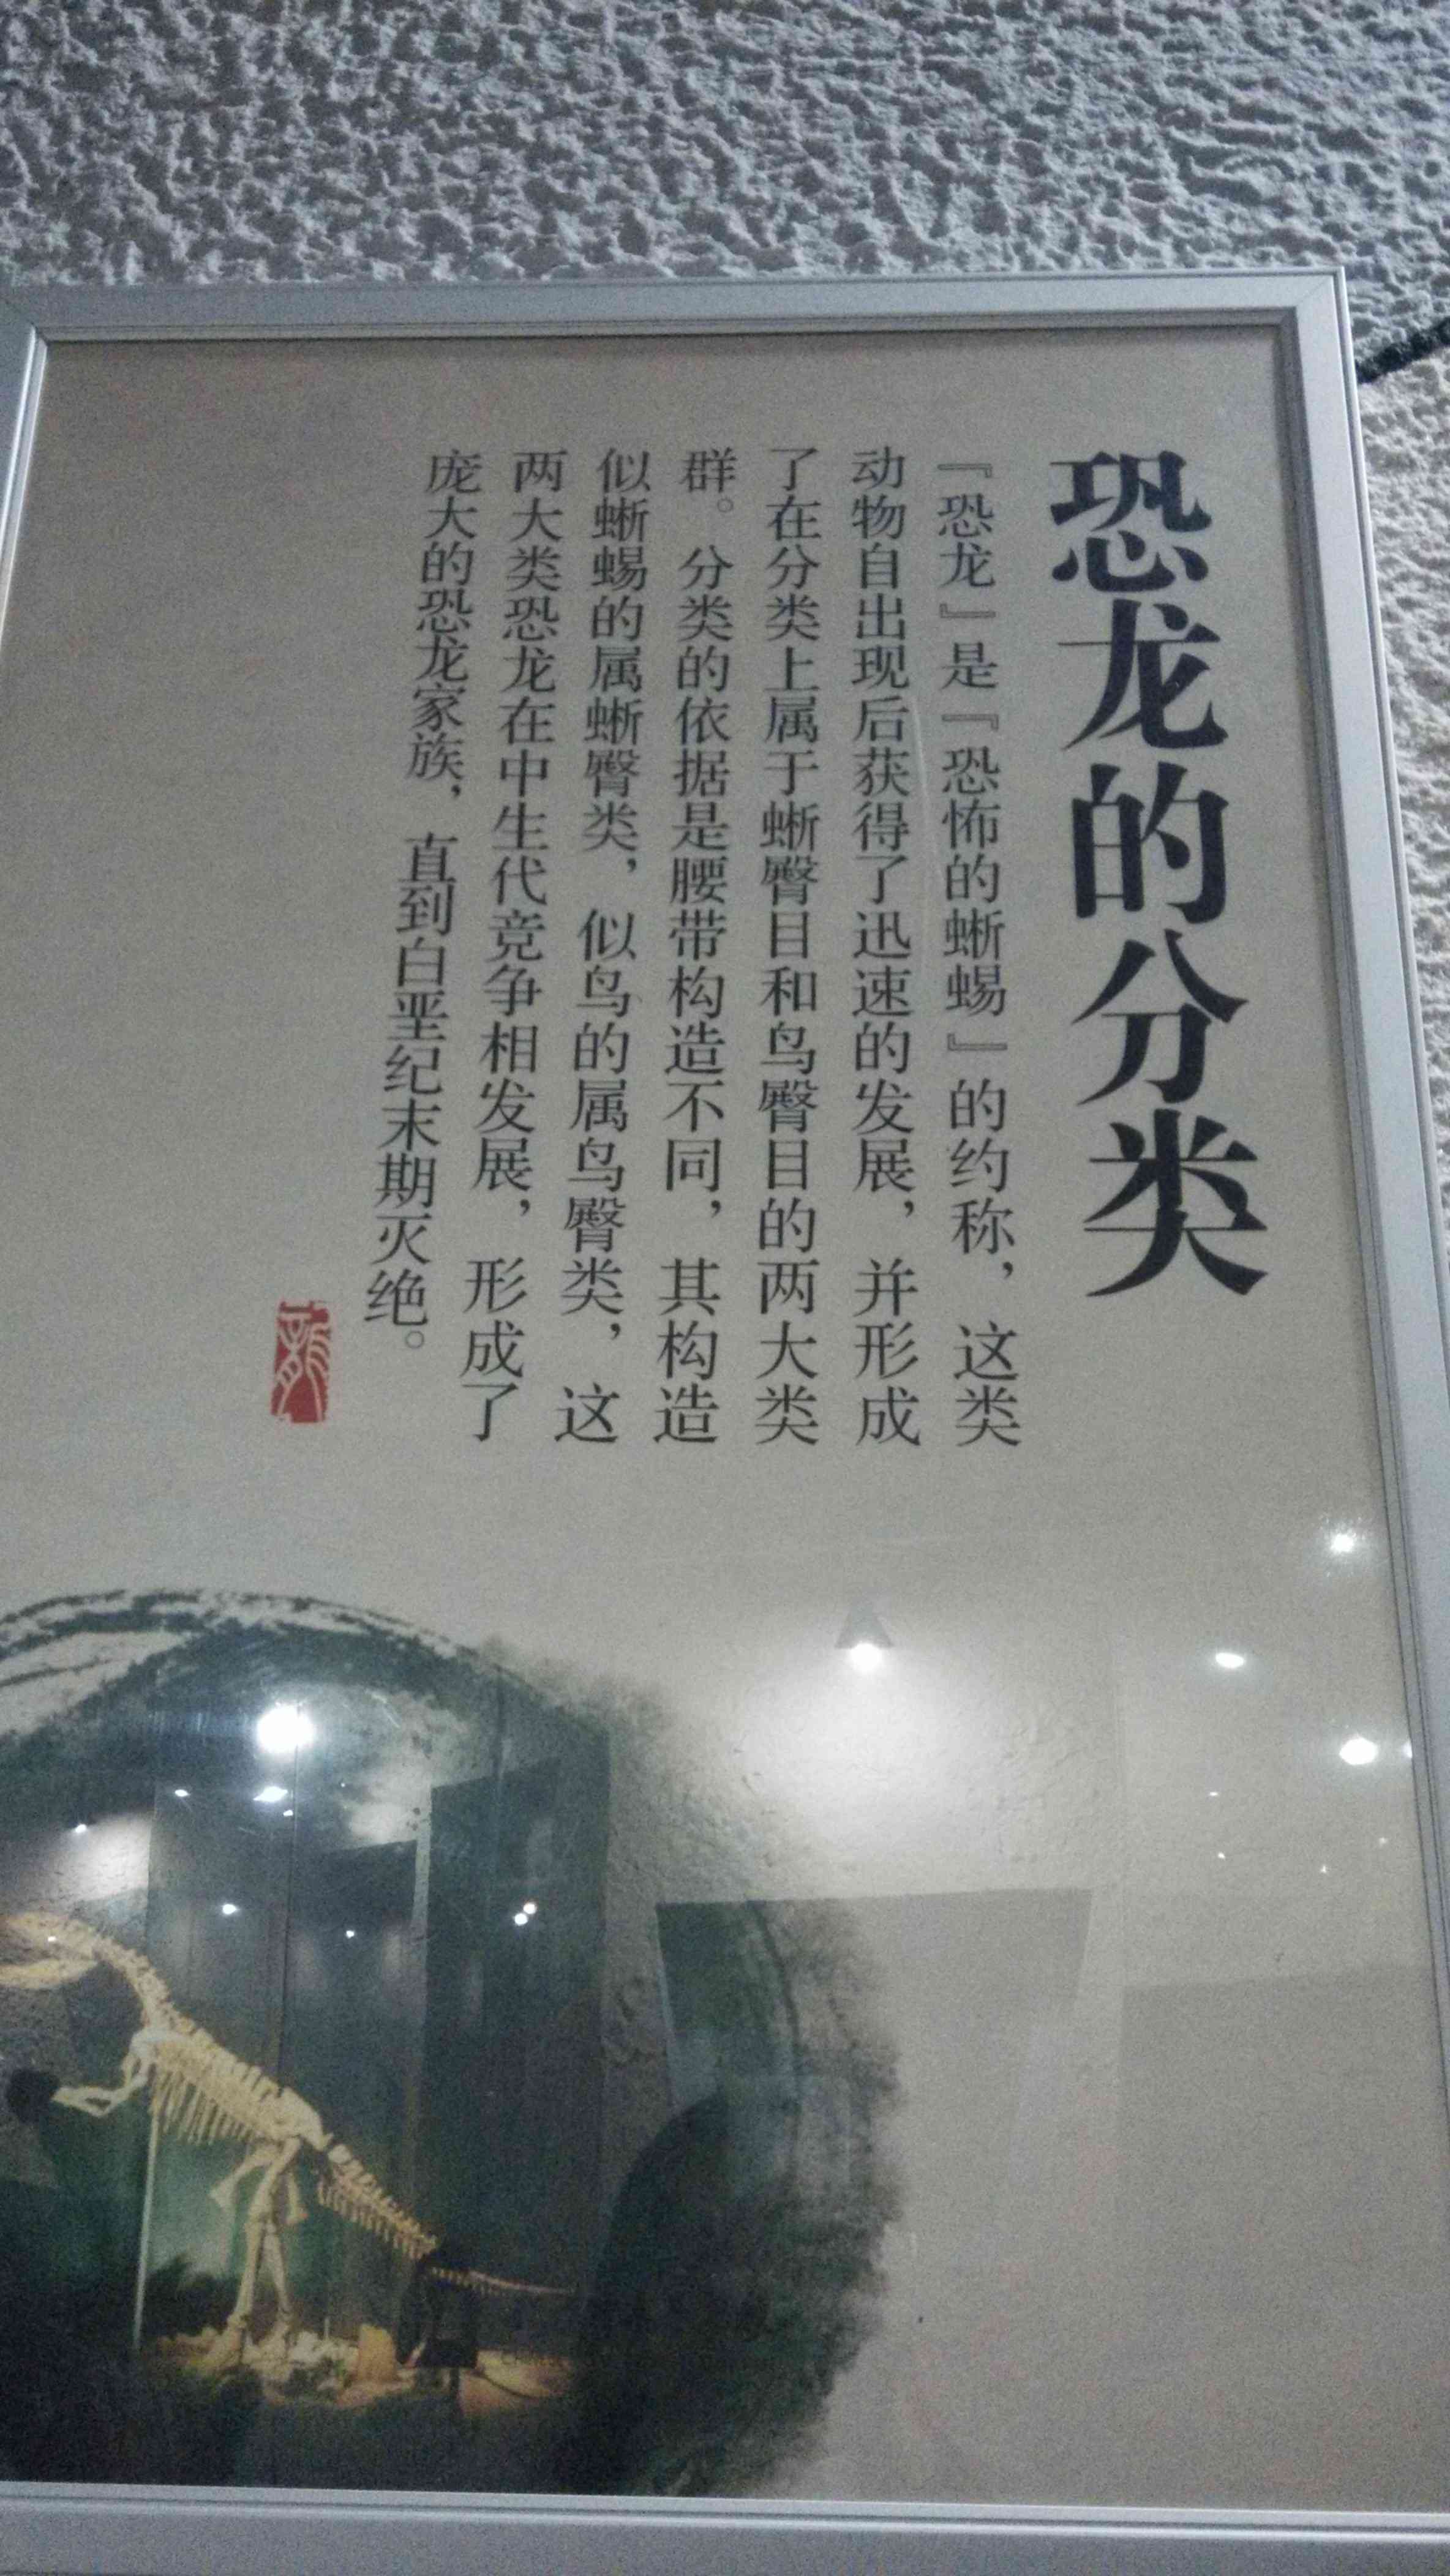 恐龙的分类
『恐龙』是『恐怖的蜥蜴』的约称，这类
动物自出现后获得了迅速的发展，并形成
了在分类上属于蜥臀目和鸟臀目的两大类
群。分类的依据是腰带构造不同，其构造
似蜥蜴的属蜥臀类，似鸟的属鸟臀类，这
两大类恐龙在中生代竞争相发展，形成了
庞大的恐龙家族，直到白垩纪末期灭绝。
龍